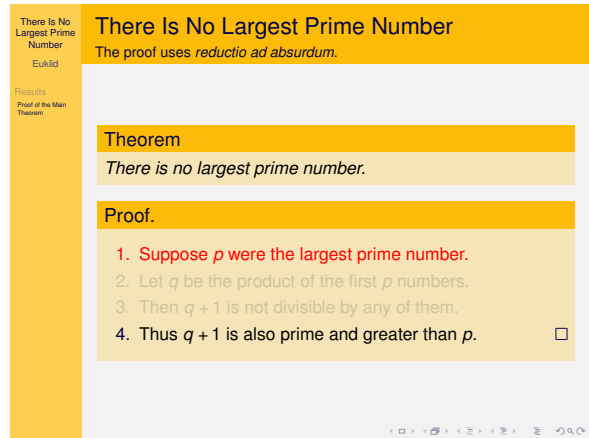 There Is No
Largest Prime
Number
Euklid
Results
Proof of the Main
Theorem
There Is No Largest Prime Number
The proof uses reductio ad absurdum.
Theorem
There is no largest prime number.
Proof.
1. Suppose p were the largest prime number.
2. Let q be the product of the first p numbers.
3. Then q + 1 is not divisible by any of them.
4. Thus q + 1 is also prime and greater than p. □